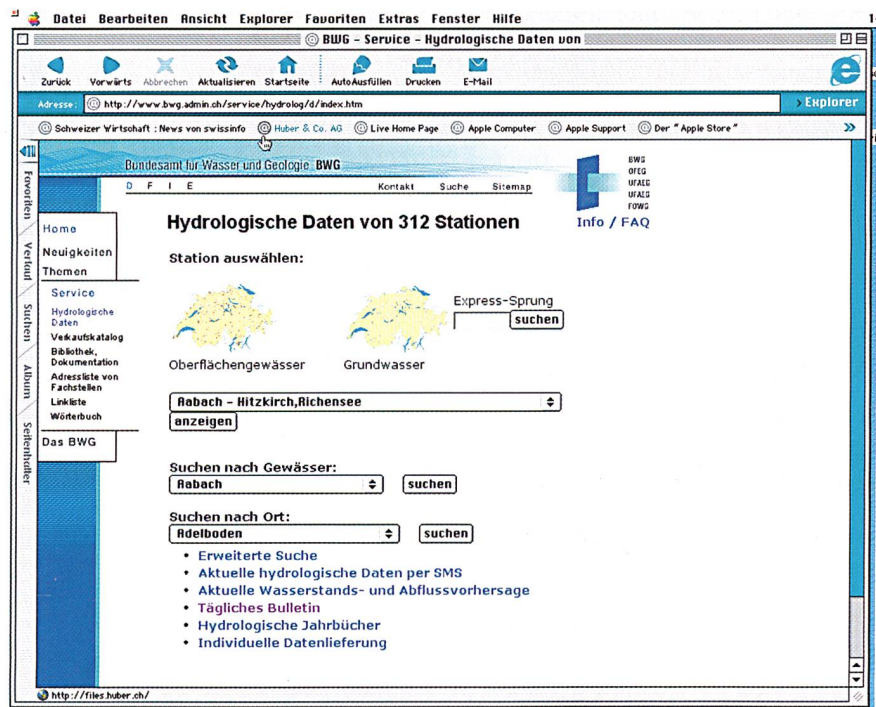 Datei Bearbeiten Ansicht Explorer Favoriten Extras Fenster Hilfe
BWG – Service – Hydrologische Daten von
Zurück Vorwärts Abbrechen Aktualisieren Startseite AutoAusfüllen Drucken E-Mail
Adresse: http://www.bwg.admin.ch/service/hydrolog/d/index.htm
Explorer
Schweizer Wirtschaft : News von swissinfo Huber & Co. AG Live Home Page Apple Computer Apple Support Der "Apple Store"
Favoriten
Verlauf
Suchen
Album
Seitenhalter
Bundesamt für Wasser und Geologie BWG
D F I E
Kontakt Suche Sitemap
BWG
OFEG
UFAEG
UFAEG
FOWG
Info / FAQ
Home
Neuigkeiten
Themen
Service
Hydrologische
Daten
Verkaufskatalog
Bibliothek,
Dokumentation
Adressliste von
Fachstellen
Linkliste
Wörterbuch
Das BWG
Hydrologische Daten von 312 Stationen
Station auswählen:
Oberflächengewässer
Grundwasser
Express-Sprung
suchen
Aabach – Hitzkirch,Richensee
anzeigen
Suchen nach Gewässer:
Aabach suchen
Suchen nach Ort:
Adelboden suchen
• Erweiterte Suche
• Aktuelle hydrologische Daten per SMS
• Aktuelle Wasserstands- und Abflussvorhersage
• Tägliches Bulletin
• Hydrologische Jahrbücher
• Individuelle Datenlieferung
http://files.huber.ch/